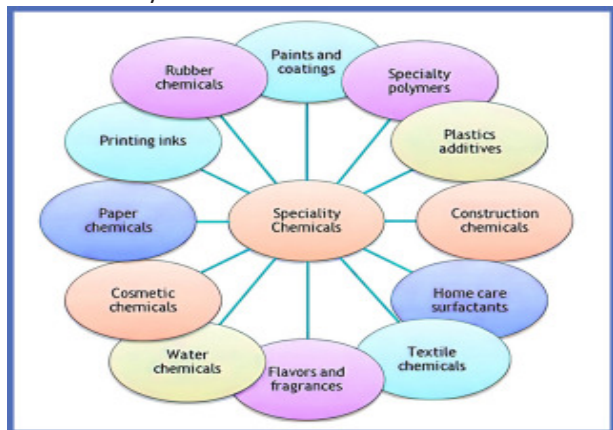 Paints and
coatings
Specialty
polymers
Plastics
additives
Construction
chemicals
Home care
surfactants
Textile
chemicals
Flavors and
fragrances
Water
chemicals
Cosmetic
chemicals
Paper
chemicals
Printing inks
Rubber
chemicals
Speciality
Chemicals